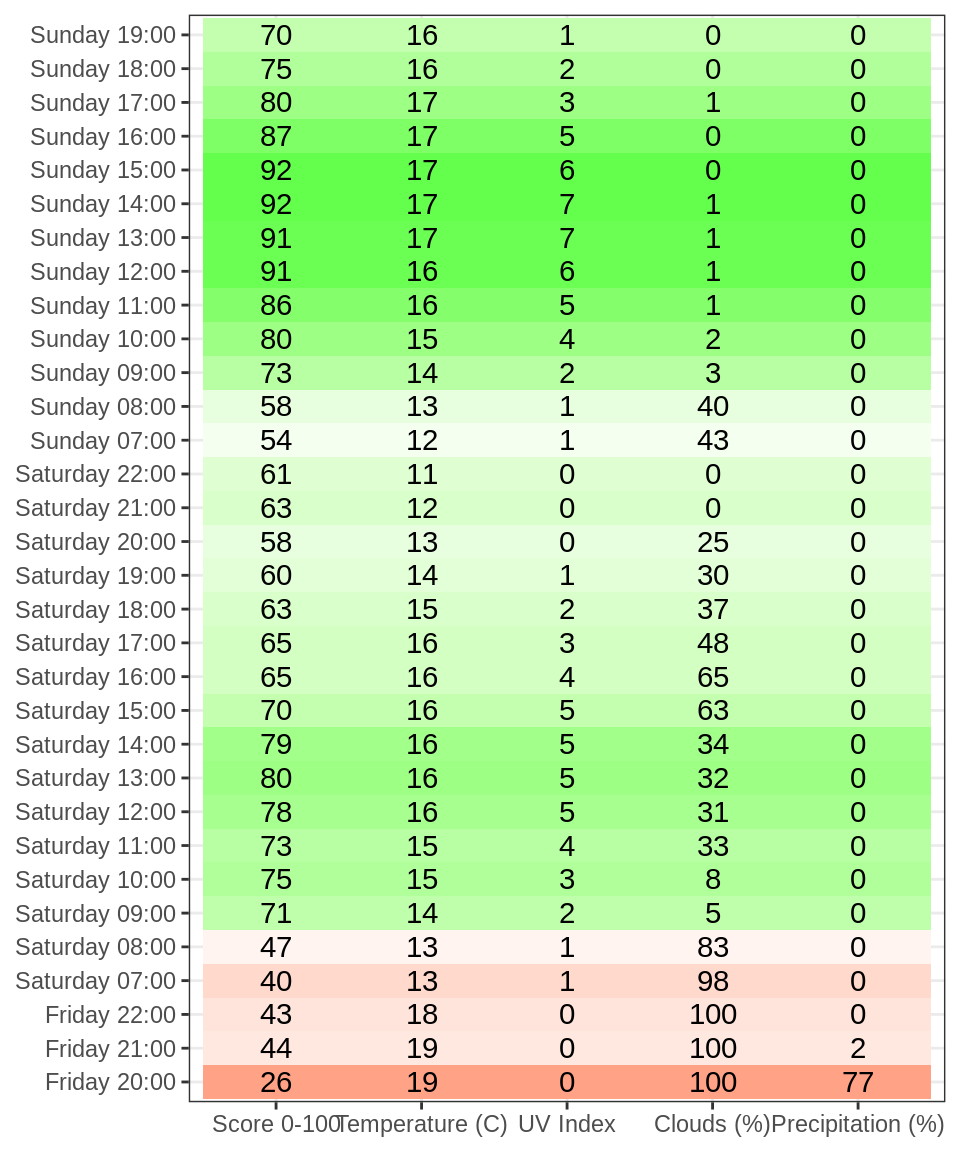 Sunday 19:00 70 16 1 0 0
Sunday 18:00 75 16 2 0 0
Sunday 17:00 80 17 3 1 0
Sunday 16:00 87 17 5 0 0
Sunday 15:00 92 17 6 0 0
Sunday 14:00 92 17 7 1 0
Sunday 13:00 91 17 7 1 0
Sunday 12:00 91 16 6 1 0
Sunday 11:00 86 16 5 1 0
Sunday 10:00 80 15 4 2 0
Sunday 09:00 73 14 2 3 0
Sunday 08:00 58 13 1 40 0
Sunday 07:00 54 12 1 43 0
Saturday 22:00 61 11 0 0 0
Saturday 21:00 63 12 0 0 0
Saturday 20:00 58 13 0 25 0
Saturday 19:00 60 14 1 30 0
Saturday 18:00 63 15 2 37 0
Saturday 17:00 65 16 3 48 0
Saturday 16:00 65 16 4 65 0
Saturday 15:00 70 16 5 63 0
Saturday 14:00 79 16 5 34 0
Saturday 13:00 80 16 5 32 0
Saturday 12:00 78 16 5 31 0
Saturday 11:00 73 15 4 33 0
Saturday 10:00 75 15 3 8 0
Saturday 09:00 71 14 2 5 0
Saturday 08:00 47 13 1 83 0
Saturday 07:00 40 13 1 98 0
Friday 22:00 43 18 0 100 0
Friday 21:00 44 19 0 100 2
Friday 20:00 26 19 0 100 77
Score 0-100 Temperature (C) UV Index Clouds (%) Precipitation (%)